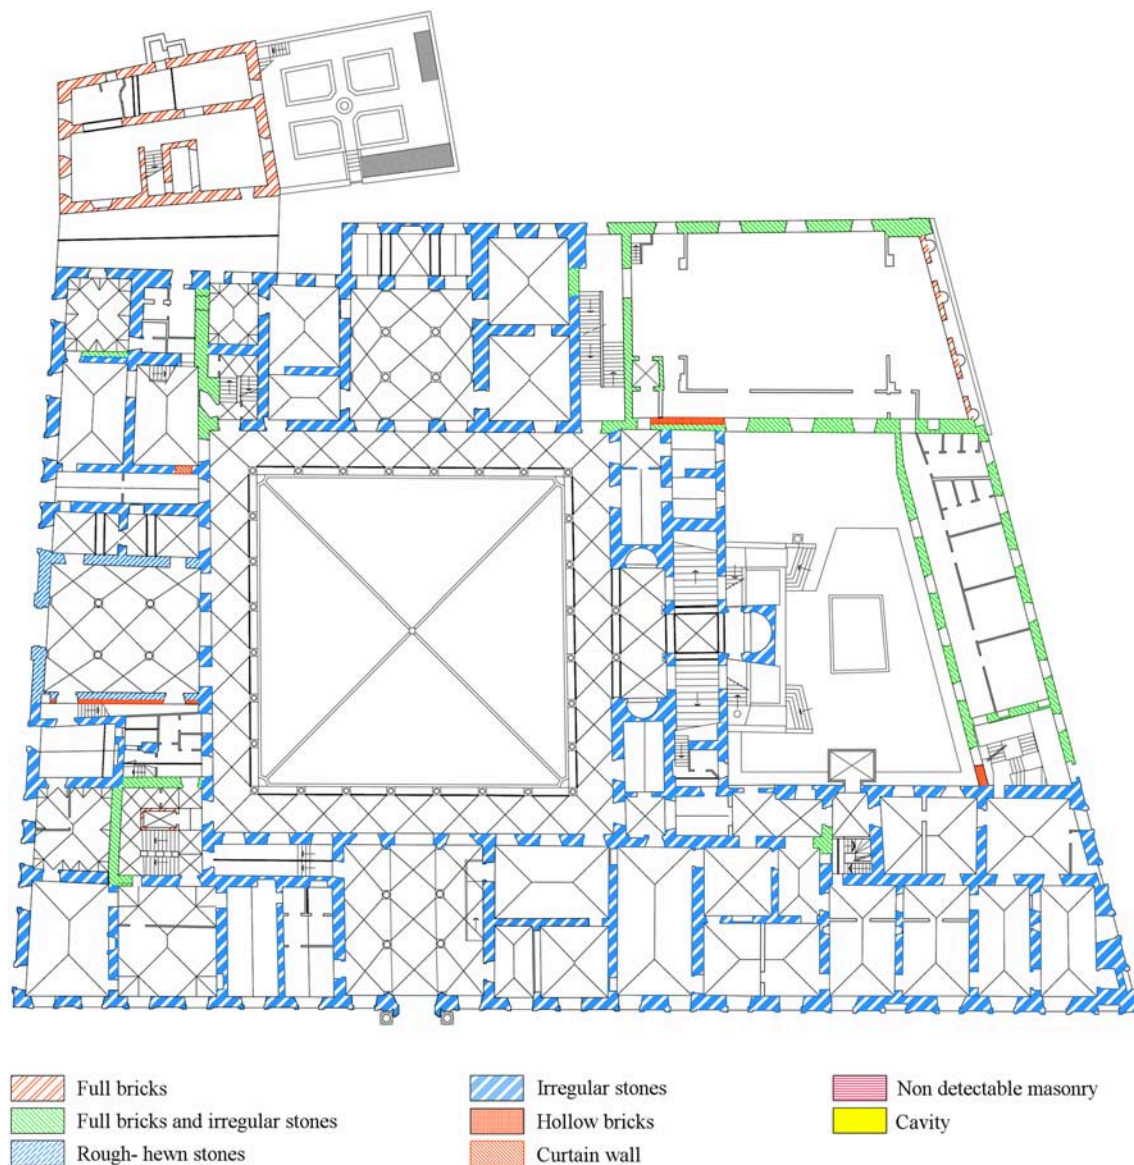 Full bricks
Irregular stones
Non detectable masonry
Full bricks and irregular stones
Hollow bricks
Cavity
Rough- hewn stones
Curtain wall